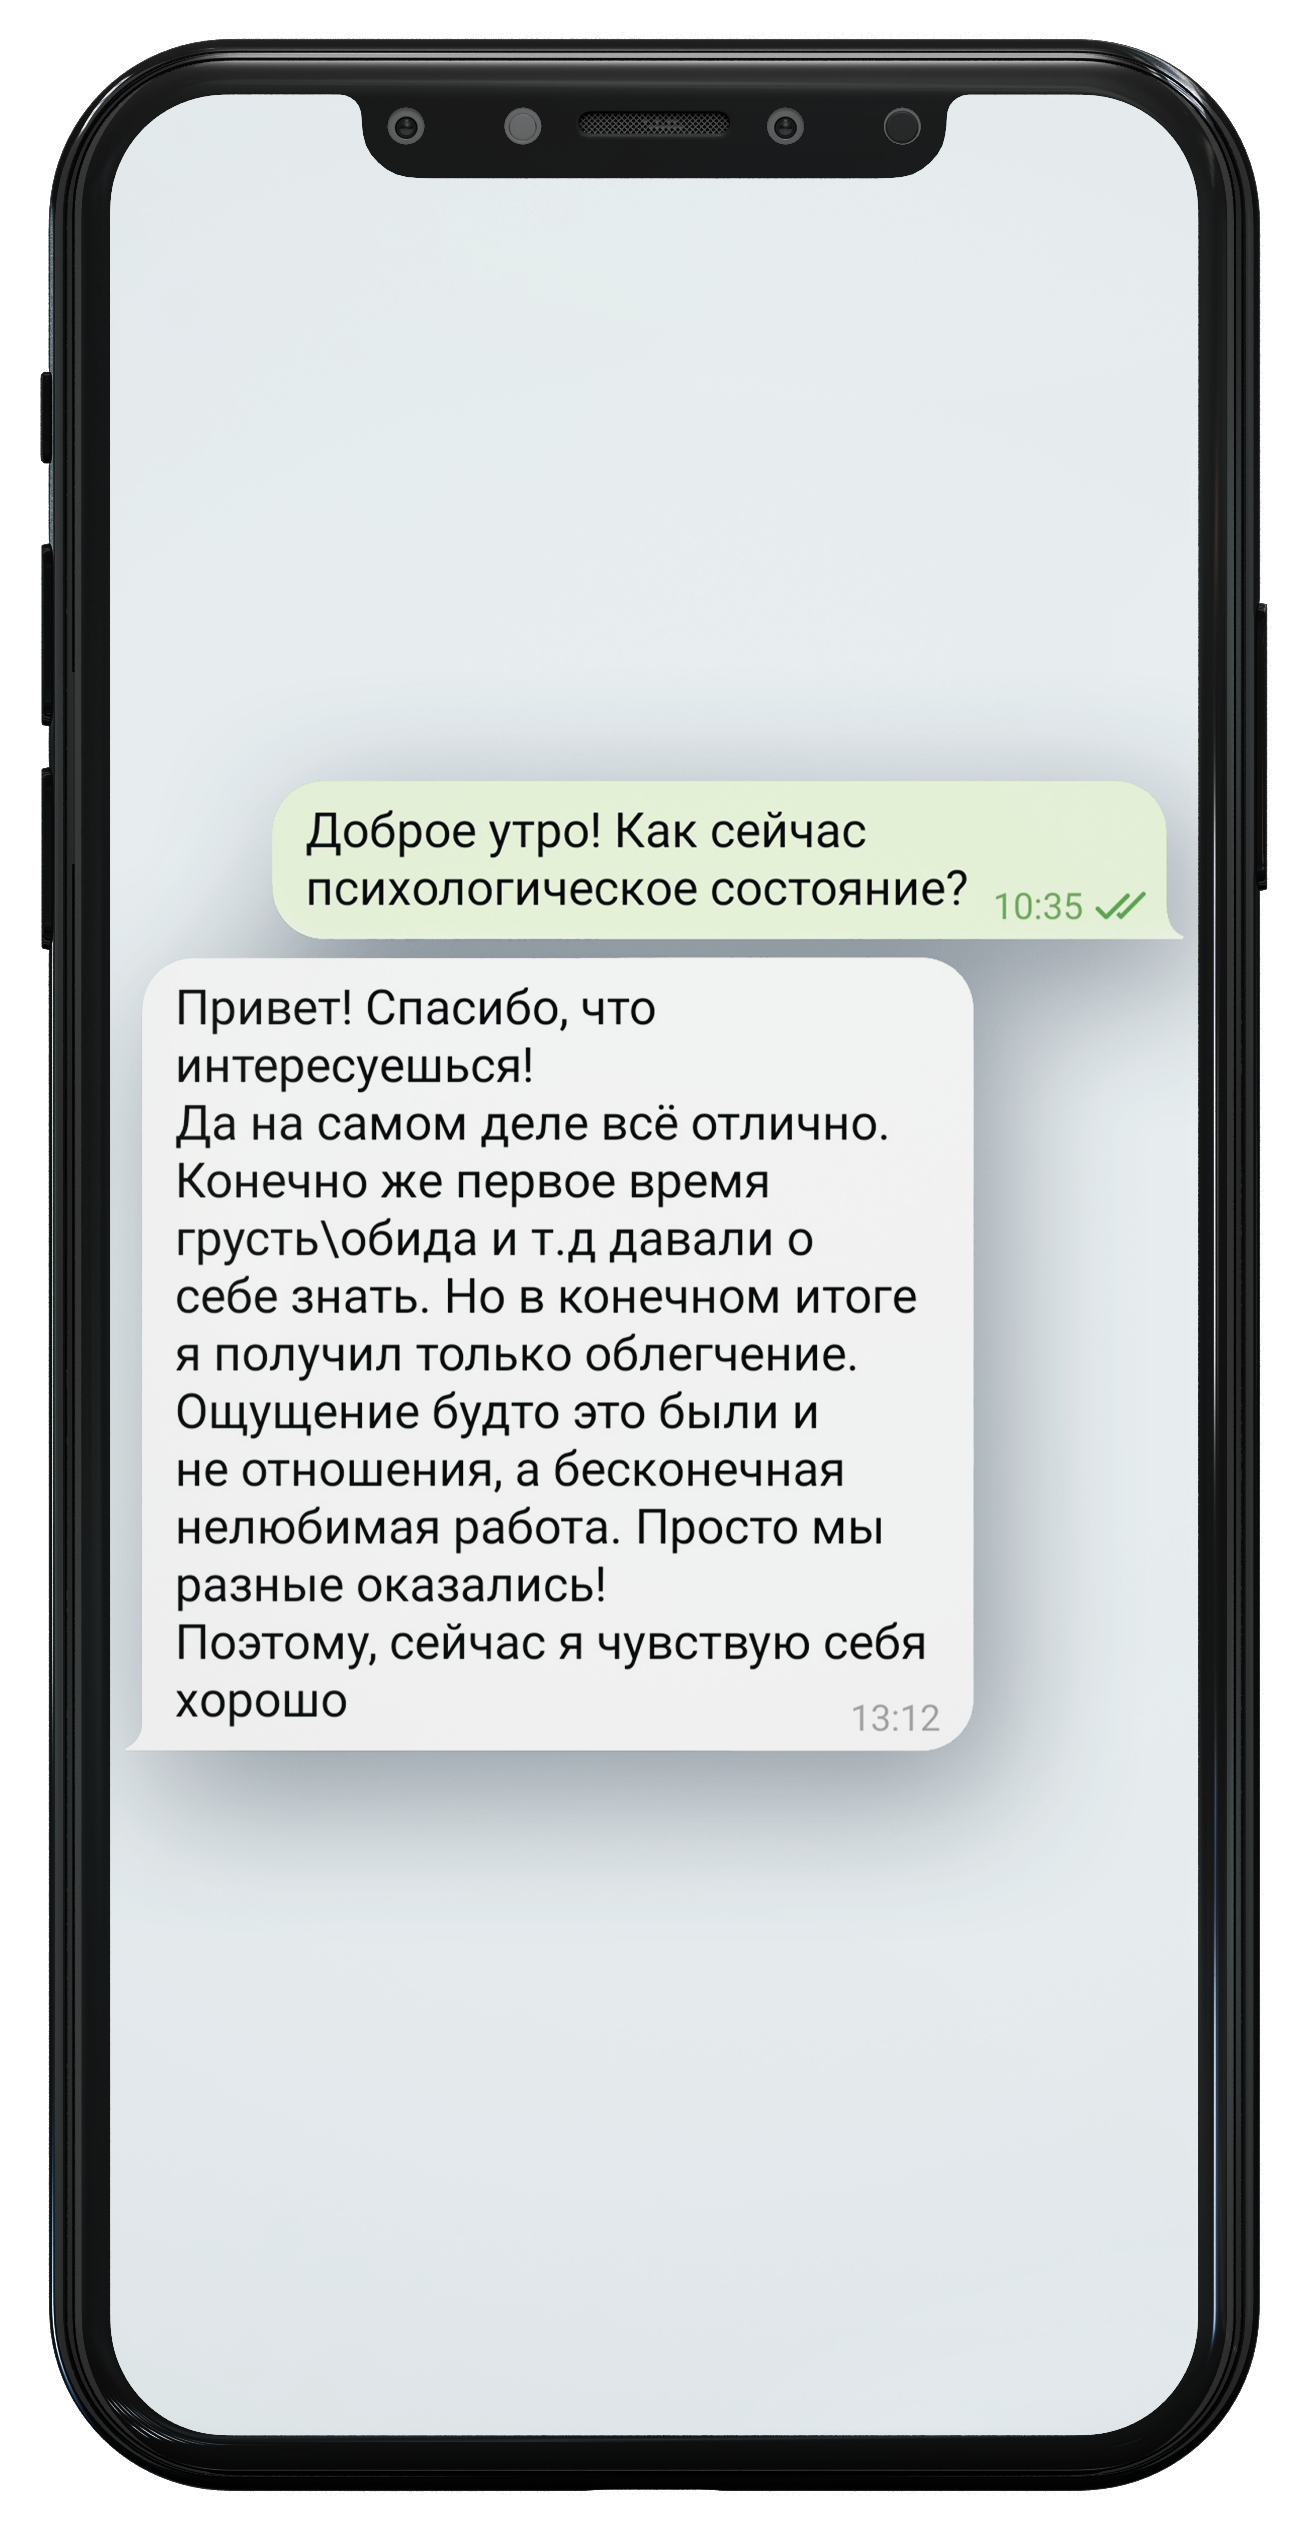 Доброе утро! Как сейчас
психологическое состояние?
10:35
Привет! Спасибо, что
интересуешься!
Да на самом деле всё отлично.
Конечно же первое время
грусть\обида и т.д давали о
себе знать. Но в конечном итоге
я получил только облегчение.
Ощущение будто это были и
не отношения, а бесконечная
нелюбимая работа. Просто мы
разные оказались!
Поэтому, сейчас я чувствую себя
хорошо
13:12